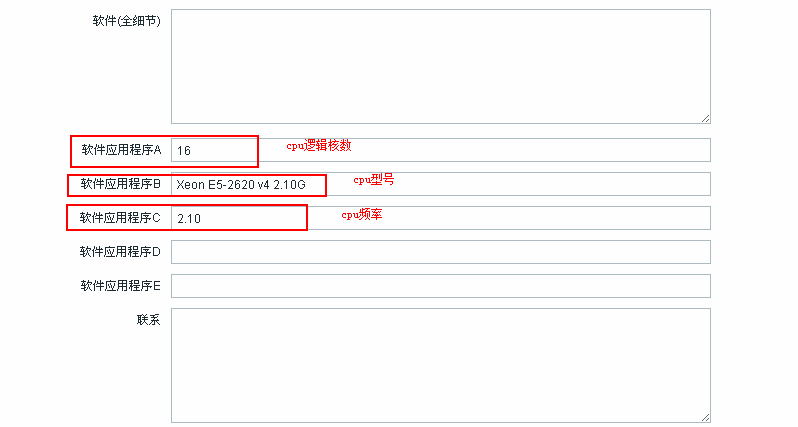 软件(全细节)
软件应用程序A 16 cpu逻辑核数
软件应用程序B Xeon E5-2620 v4 2.10G cpu型号
软件应用程序C 2.10 cpu频率
软件应用程序D
软件应用程序E
联系